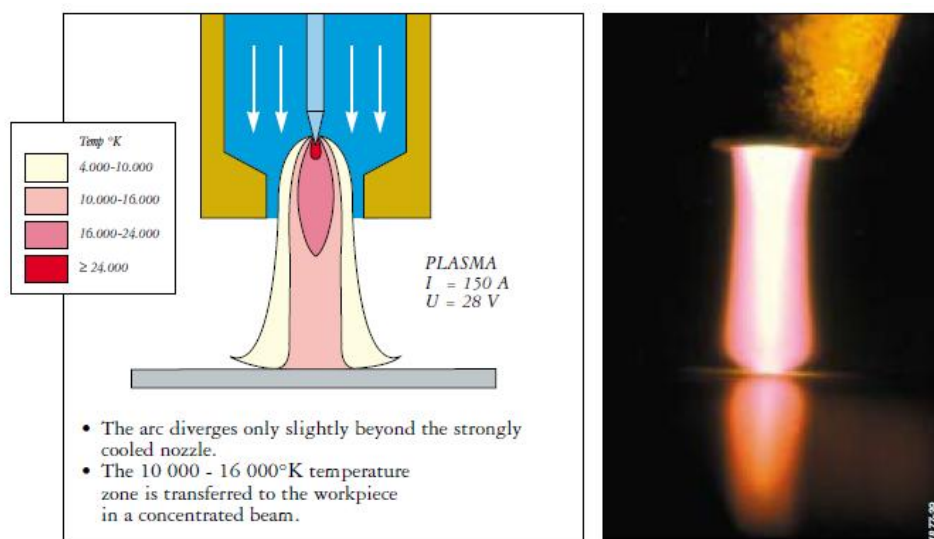 Temp °K
4.000-10.000
10.000-16.000
16.000-24.000
≥ 24.000
PLASMA
I = 150 A
U = 28 V
• The arc diverges only slightly beyond the strongly
cooled nozzle.
• The 10 000 - 16 000°K temperature
zone is transferred to the workpiece
in a concentrated beam.